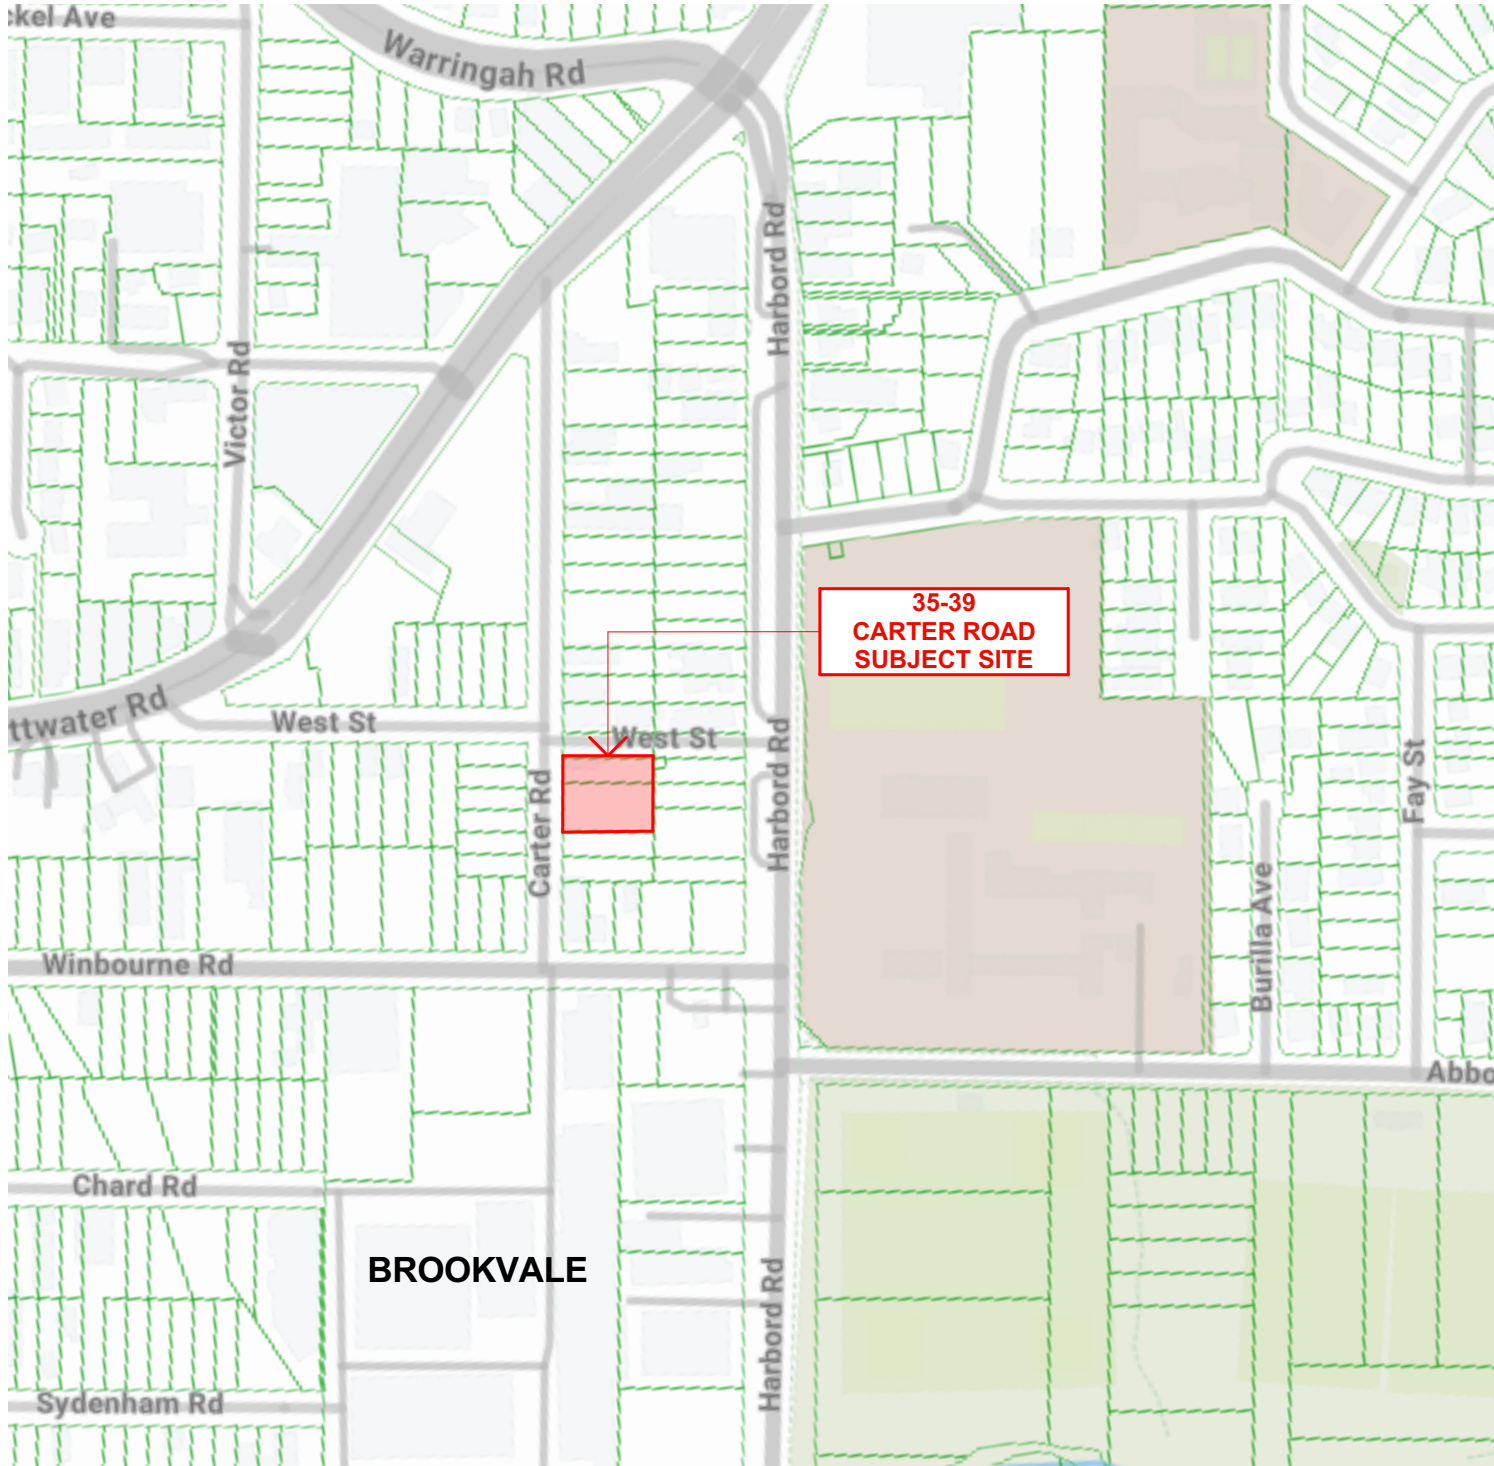 ckel Ave
Warringah Rd
Harbord Rd
Victor Rd
35-39
CARTER ROAD
SUBJECT SITE
ttwater Rd
West St
West St
Harbord Rd
Carter Rd
Fay St
Burilla Ave
Winbourne Rd
Abbo
Chard Rd
BROOKVALE
Harbord Rd
Sydenham Rd